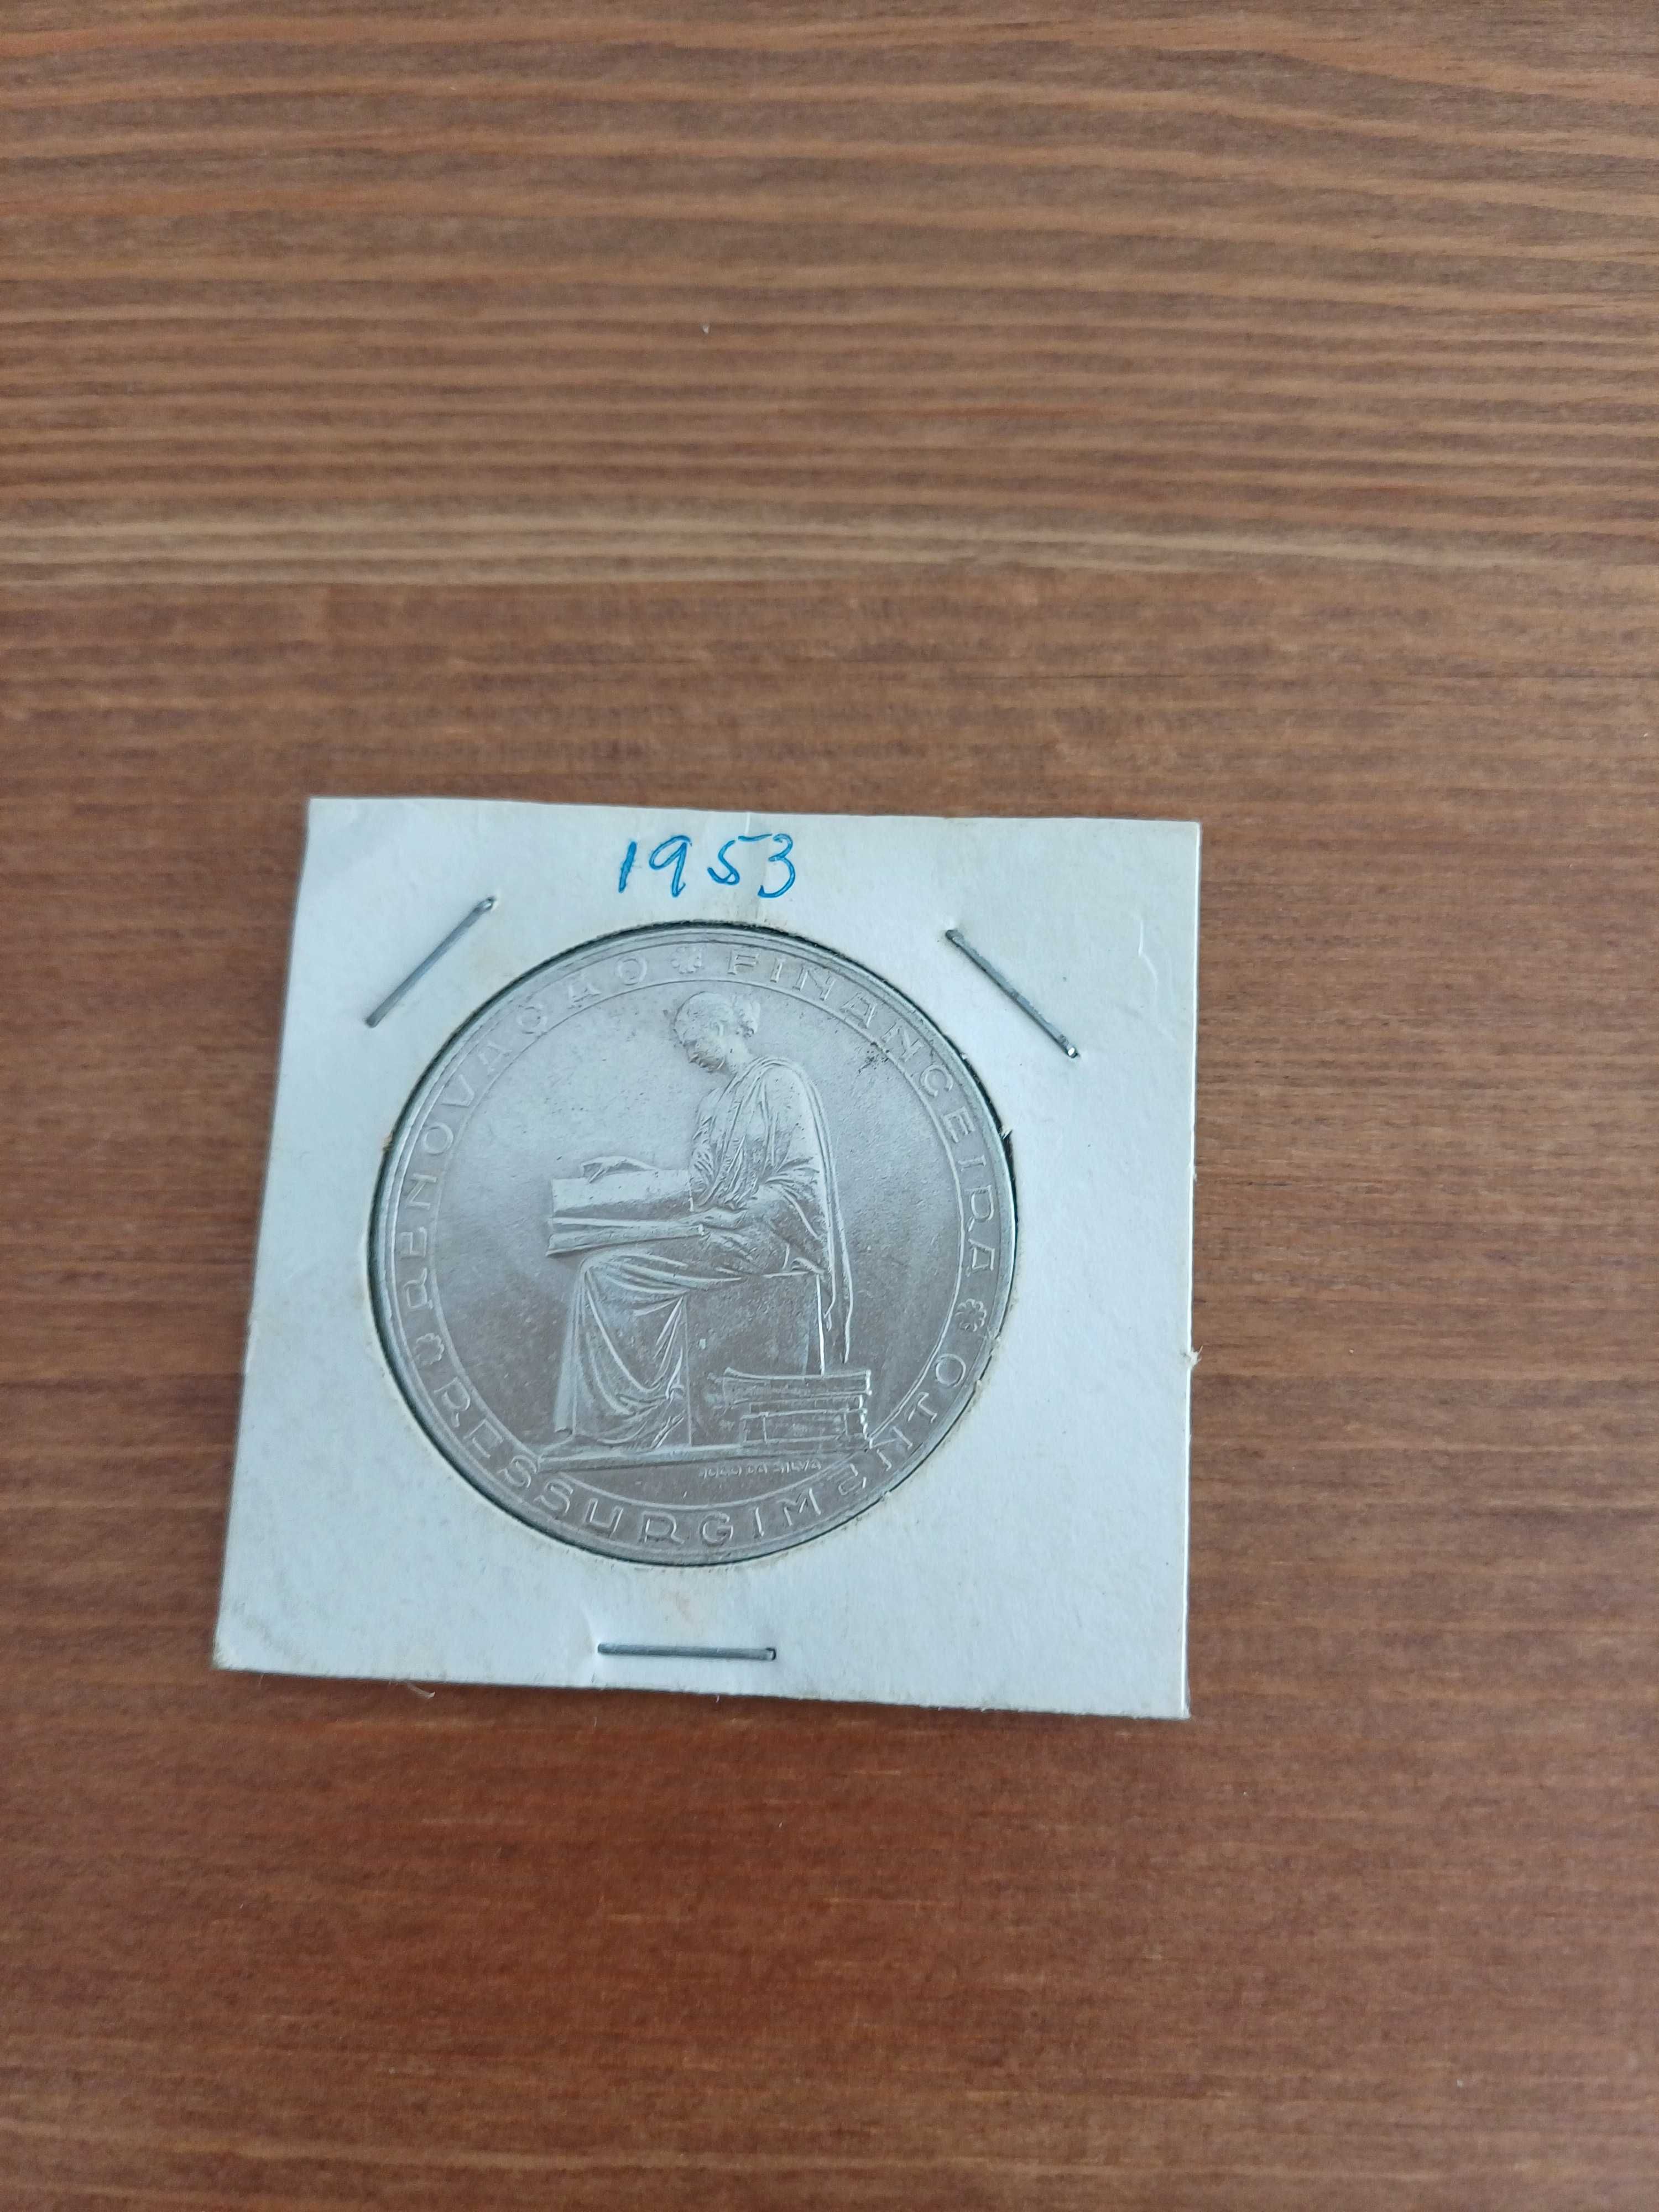 1953
RENOVAÇÃO FINANCEIRA
RESSURGIMENTO
JOÃO DA SILVA